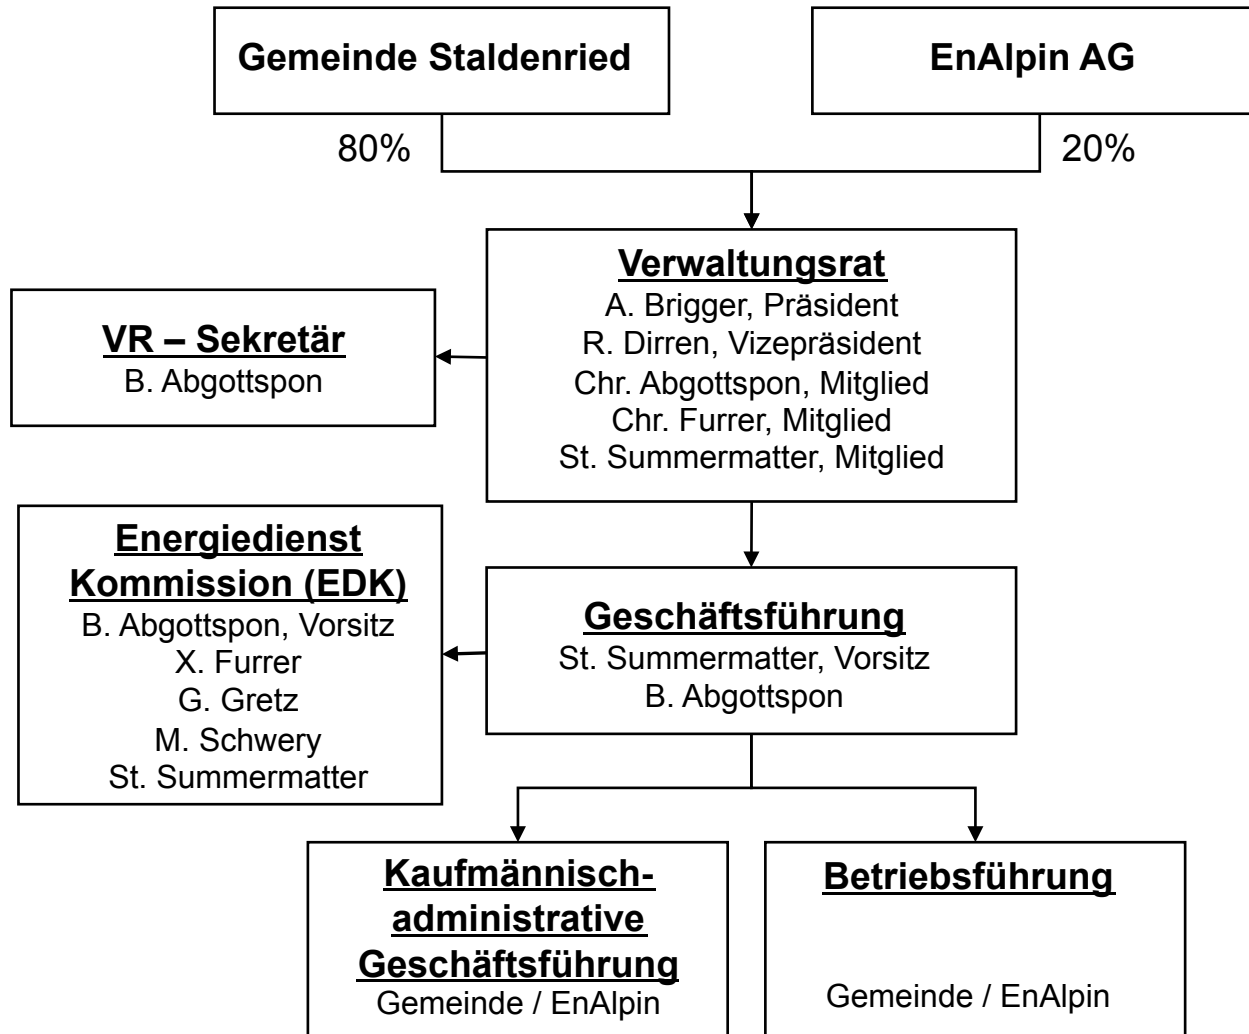 Gemeinde Staldenried
EnAlpin AG
80%
20%
Verwaltungsrat
A. Brigger, Präsident
R. Dirren, Vizepräsident
Chr. Abgottspon, Mitglied
Chr. Furrer, Mitglied
St. Summermatter, Mitglied
VR – Sekretär
B. Abgottspon
Energiedienst
Kommission (EDK)
B. Abgottspon, Vorsitz
X. Furrer
G. Gretz
M. Schwery
St. Summermatter
Geschäftsführung
St. Summermatter, Vorsitz
B. Abgottspon
Kaufmännisch-
administrative
Geschäftsführung
Gemeinde / EnAlpin
Betriebsführung
Gemeinde / EnAlpin